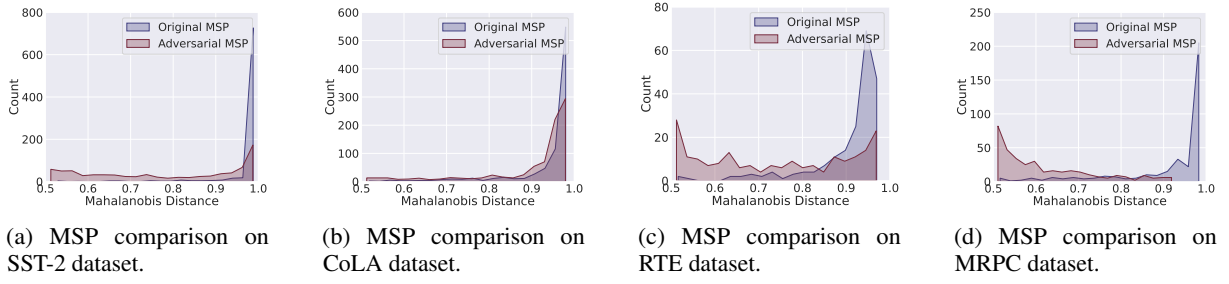 800
600
400
200
0
Count
0.5 0.6 0.7 0.8 0.9 1.0
Mahalanobis Distance
Original MSP
Adversarial MSP
(a) MSP comparison on
SST-2 dataset.
600
500
400
300
200
100
0
Count
0.5 0.6 0.7 0.8 0.9 1.0
Mahalanobis Distance
Original MSP
Adversarial MSP
(b) MSP comparison on
CoLA dataset.
80
60
40
20
0
Count
0.5 0.6 0.7 0.8 0.9 1.0
Mahalanobis Distance
Original MSP
Adversarial MSP
(c) MSP comparison on
RTE dataset.
250
200
150
100
50
0
Count
0.5 0.6 0.7 0.8 0.9 1.0
Mahalanobis Distance
Original MSP
Adversarial MSP
(d) MSP comparison on
MRPC dataset.